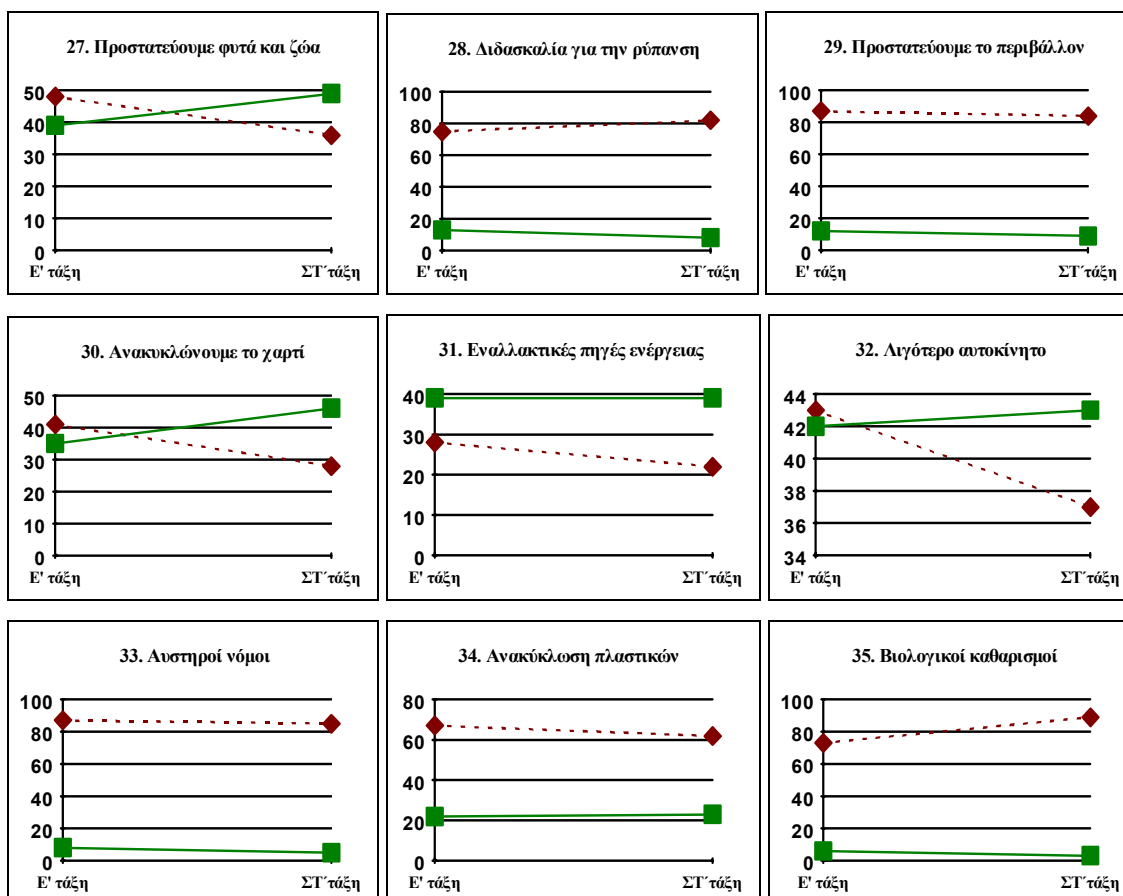 27. Προστατεύουμε φυτά και ζώα
50
40
30
20
10
0
Ε' τάξη
ΣΤ΄τάξη
28. Διδασκαλία για την ρύπανση
100
80
60
40
20
0
Ε' τάξη
ΣΤ΄τάξη
29. Προστατεύουμε το περιβάλλον
100
80
60
40
20
0
Ε' τάξη
ΣΤ΄τάξη
30. Ανακυκλώνουμε το χαρτί
50
40
30
20
10
0
Ε' τάξη
ΣΤ΄τάξη
31. Εναλλακτικές πηγές ενέργειας
40
30
20
10
0
Ε' τάξη
ΣΤ΄τάξη
32. Λιγότερο αυτοκίνητο
44
42
40
38
36
34
Ε' τάξη
ΣΤ΄τάξη
33. Αυστηροί νόμοι
100
80
60
40
20
0
Ε' τάξη
ΣΤ΄τάξη
34. Ανακύκλωση πλαστικών
80
60
40
20
0
Ε' τάξη
ΣΤ΄τάξη
35. Βιολογικοί καθαρισμοί
100
80
60
40
20
0
Ε' τάξη
ΣΤ΄τάξη